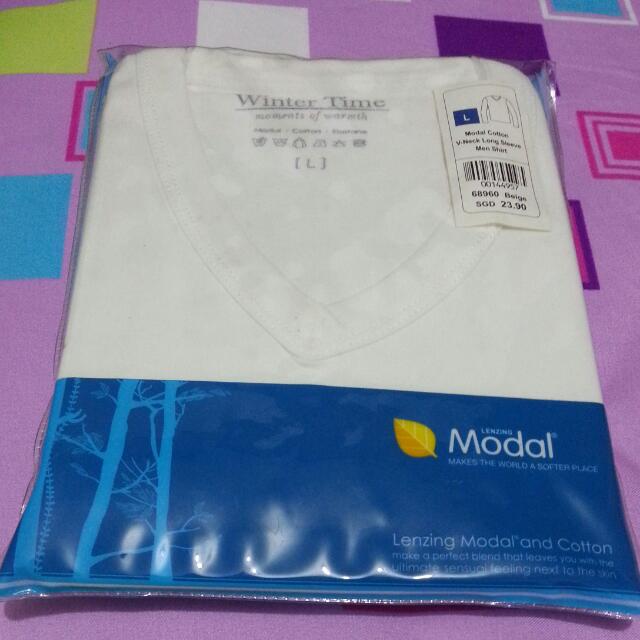 Winter Time
moments of warmth
Modal · Cotton · Elastane
[ L ]
L
Modal Cotton
V-Neck Long Sleeve
Men Shirt
00144957
68960 Beige
SGD 23.90
LENZING
Modal®
MAKES THE WORLD A SOFTER PLACE
Lenzing Modal® and Cotton
make a perfect blend that leaves you with the
ultimate sensual feeling next to the skin